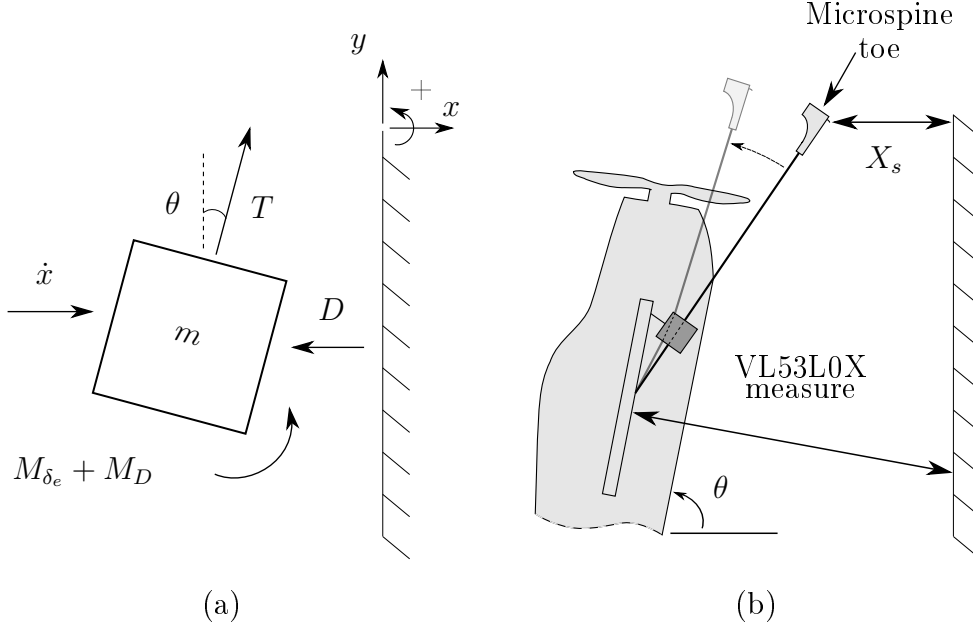 y
+
x
θ
T
ẋ
m
D
M_{δ_e} + M_D
(a)
Microspine
toe
X_s
VL53L0X
measure
θ
(b)